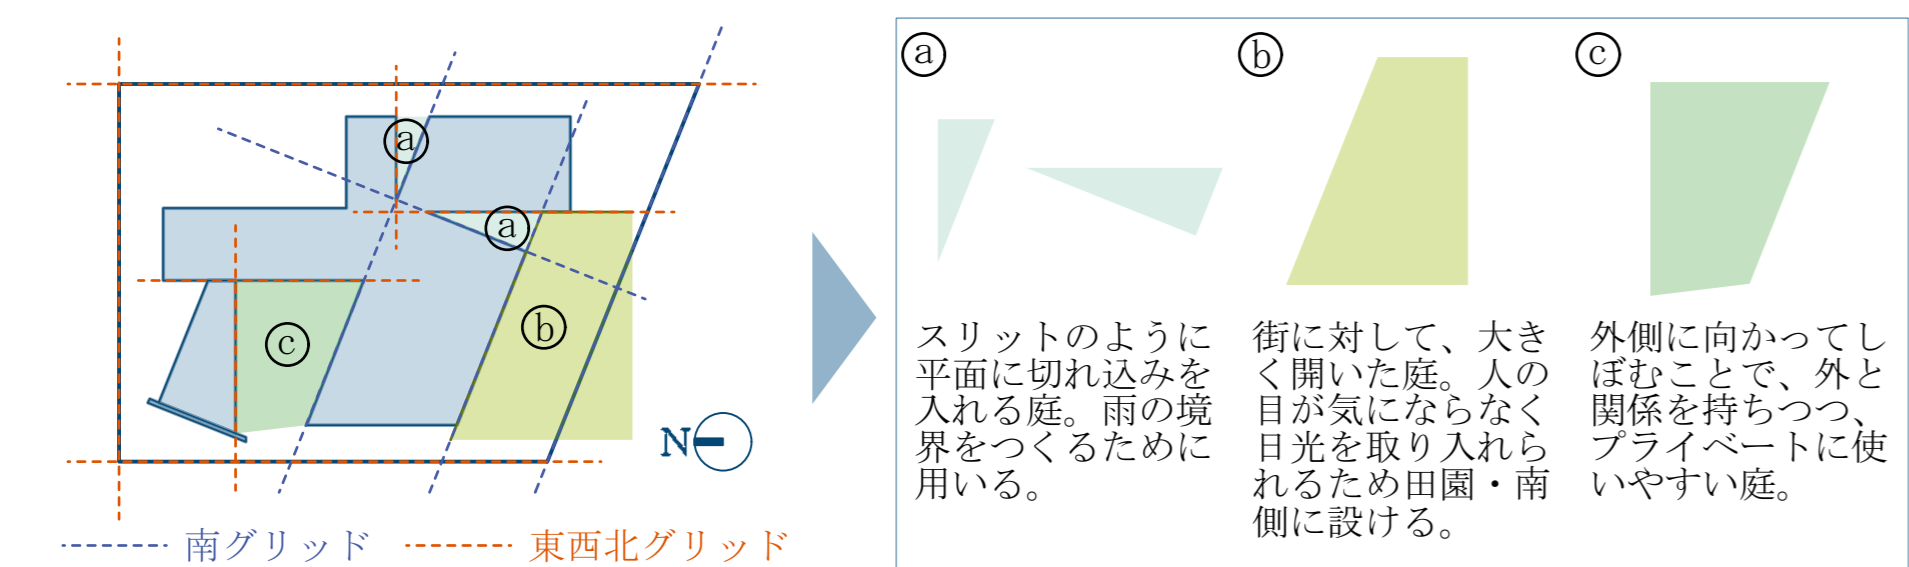 ⓐ
ⓐ
ⓒ
ⓑ
N
南グリッド
東西北グリッド
ⓐ
スリットのように
平面に切れ込みを
入れる庭。雨の境
界をつくるために
用いる。
ⓑ
街に対して、大き
く開いた庭。人の
目が気にならなく
日光を取り入れら
れるため田園・南
側に設ける。
ⓒ
外側に向かってし
ぼむことで、外と
関係を持ちつつ、
プライベートに使
いやすい庭。